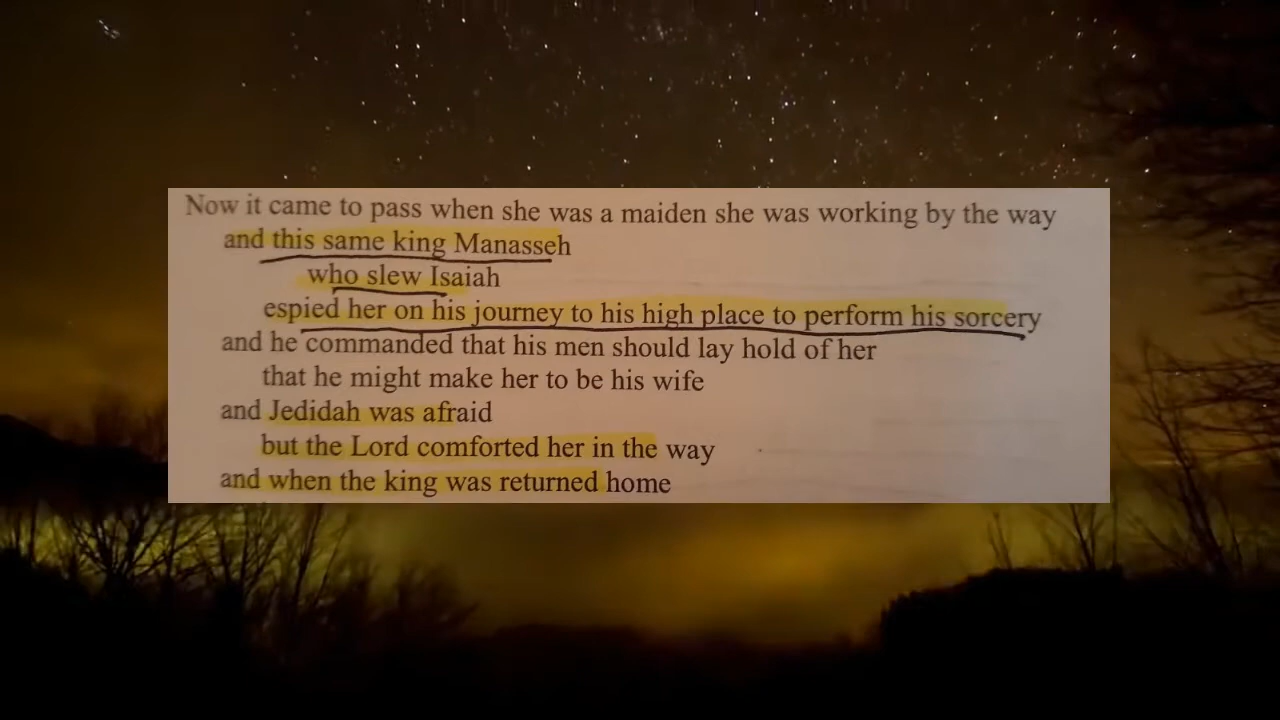 Now it came to pass when she was a maiden she was working by the way
and this same king Manasseh
who slew Isaiah
espied her on his journey to his high place to perform his sorcery
and he commanded that his men should lay hold of her
that he might make her to be his wife
and Jedidah was afraid
but the Lord comforted her in the way
and when the king was returned home